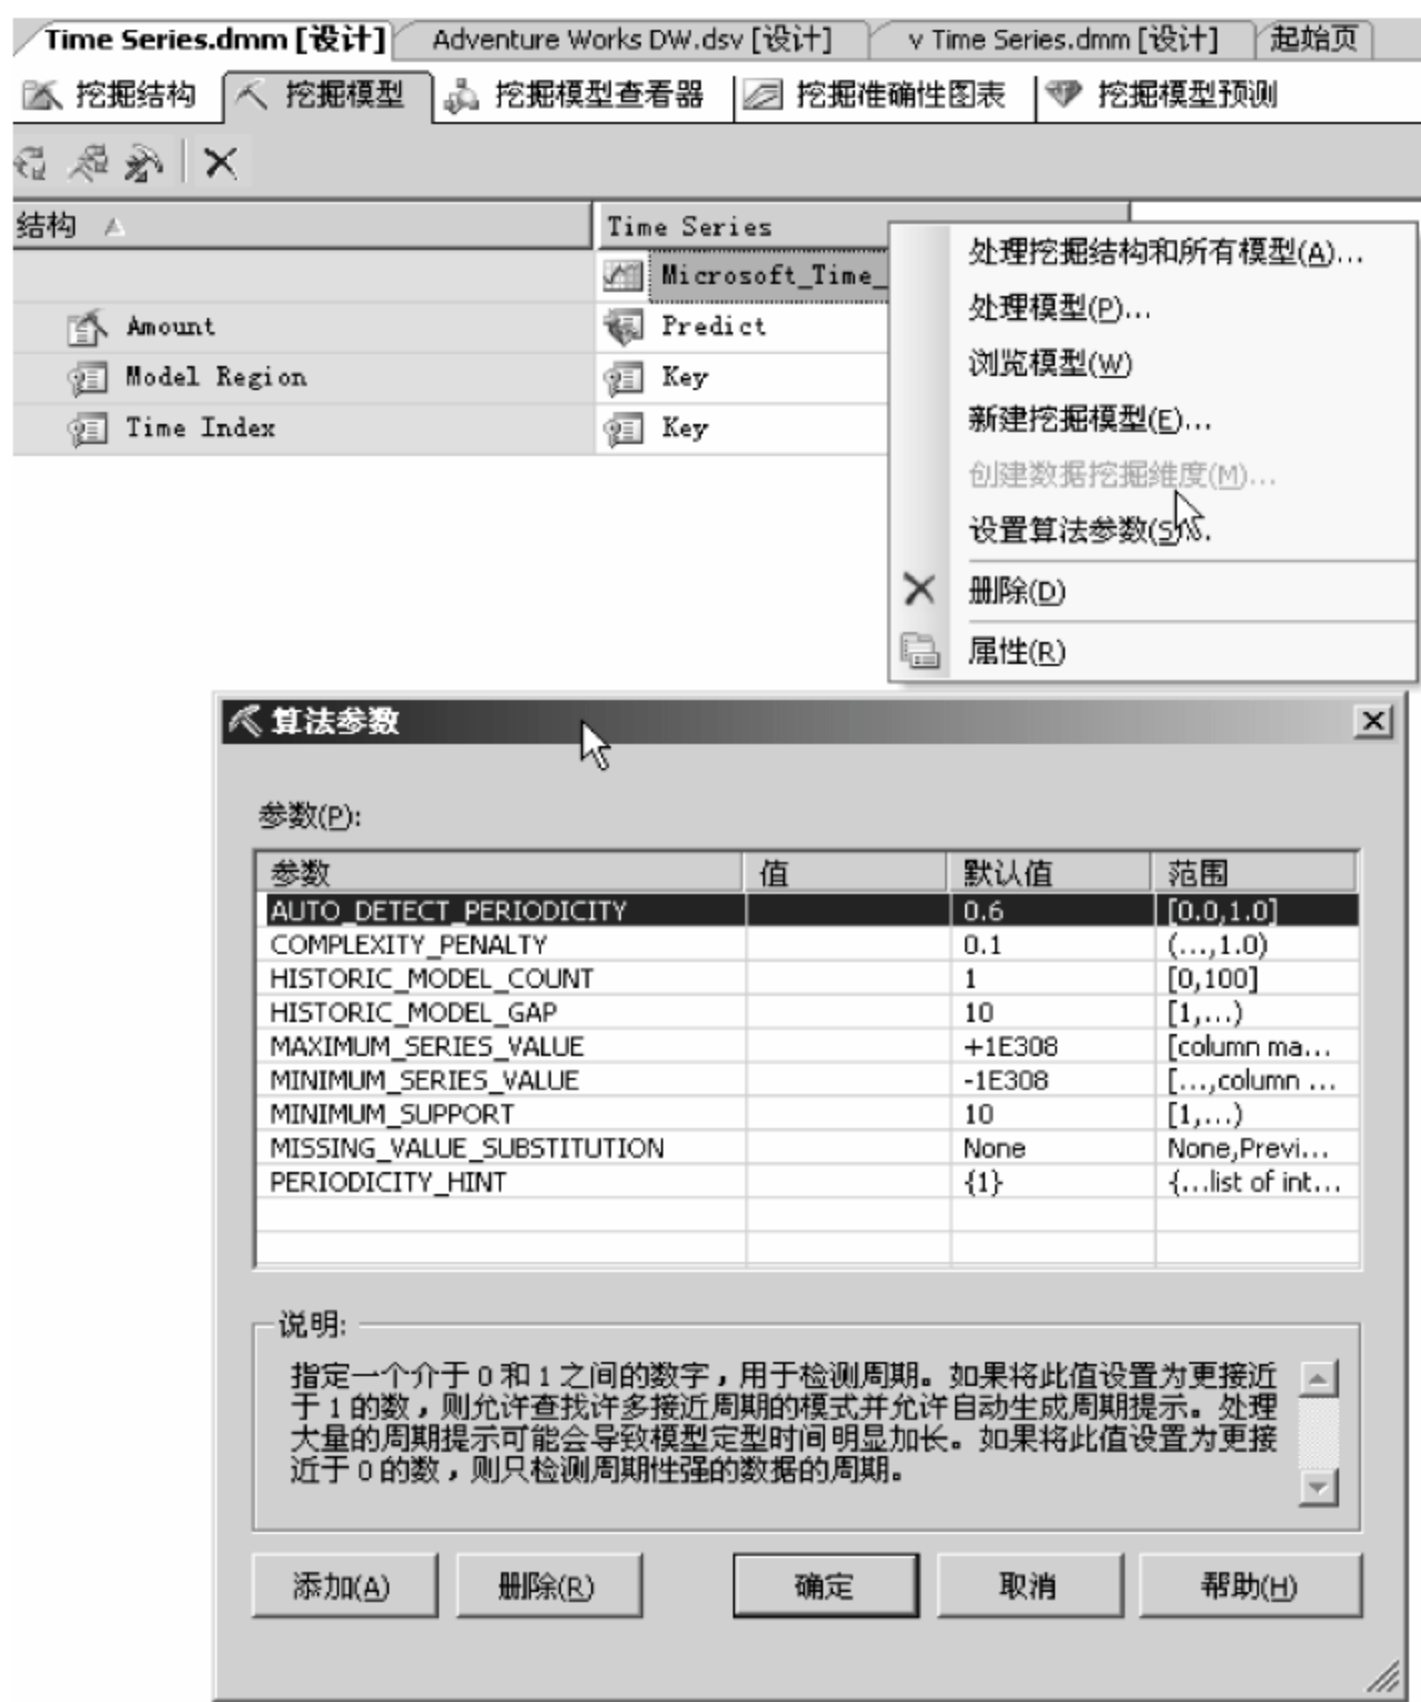 Time Series.dmm [设计] Adventure Works DW.dsv [设计] v Time Series.dmm [设计] 起始页
挖掘结构 挖掘模型 挖掘模型查看器 挖掘准确性图表 挖掘模型预测
结构 Time Series
Microsoft_Time_
Amount Predict
Model Region Key
Time Index Key
处理挖掘结构和所有模型(A)...
处理模型(P)...
浏览模型(W)
新建挖掘模型(E)...
创建数据挖掘维度(M)...
设置算法参数(S)...
删除(D)
属性(R)
算法参数
参数(P):
参数 值 默认值 范围
AUTO_DETECT_PERIODICITY 0.6 [0.0,1.0]
COMPLEXITY_PENALTY 0.1 (...,1.0)
HISTORIC_MODEL_COUNT 1 [0,100]
HISTORIC_MODEL_GAP 10 [1,...)
MAXIMUM_SERIES_VALUE +1E308 [column ma...
MINIMUM_SERIES_VALUE -1E308 [...,column ...
MINIMUM_SUPPORT 10 [1,...)
MISSING_VALUE_SUBSTITUTION None None,Previ...
PERIODICITY_HINT {1} {...list of int...
说明:
指定一个介于 0 和 1 之间的数字，用于检测周期。如果将此值设置为更接近
于 1 的数，则允许查找许多接近周期的模式并允许自动生成周期提示。处理
大量的周期提示可能会导致模型定型时间明显加长。如果将此值设置为更接
近于 0 的数，则只检测周期性强的数据的周期。
添加(A) 删除(R) 确定 取消 帮助(H)